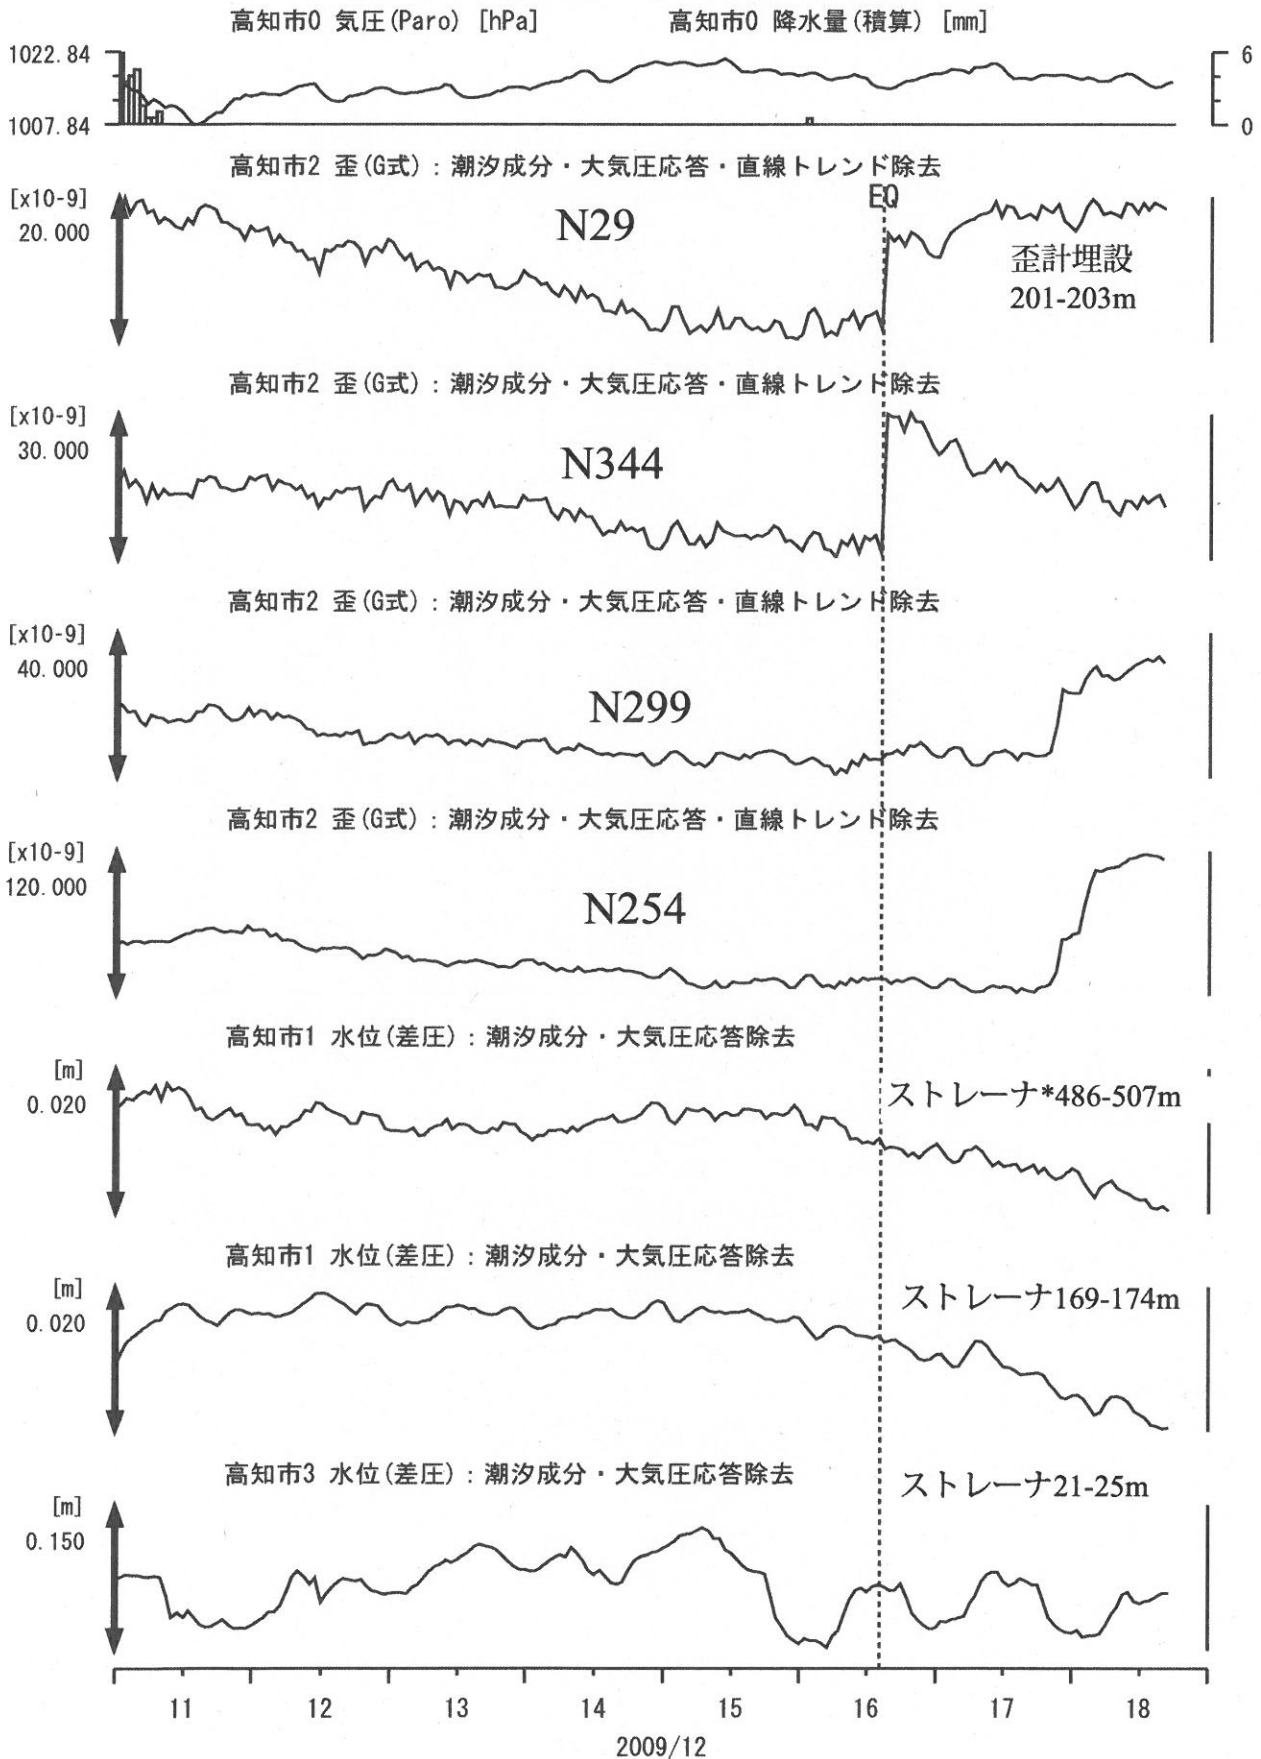 高知市0 気圧(Paro) [hPa] 高知市0 降水量(積算) [mm]
1022.84 6
1007.84 0
高知市2 歪(G式) : 潮汐成分・大気圧応答・直線トレンド除去
[x10-9]
20.000
N29
EQ
歪計埋設
201-203m
高知市2 歪(G式) : 潮汐成分・大気圧応答・直線トレンド除去
[x10-9]
30.000
N344
高知市2 歪(G式) : 潮汐成分・大気圧応答・直線トレンド除去
[x10-9]
40.000
N299
高知市2 歪(G式) : 潮汐成分・大気圧応答・直線トレンド除去
[x10-9]
120.000
N254
高知市1 水位(差圧) : 潮汐成分・大気圧応答除去
[m]
0.020
ストレーナ*486-507m
高知市1 水位(差圧) : 潮汐成分・大気圧応答除去
[m]
0.020
ストレーナ169-174m
高知市3 水位(差圧) : 潮汐成分・大気圧応答除去
[m]
0.150
ストレーナ21-25m
11 12 13 14 15 16 17 18
2009/12